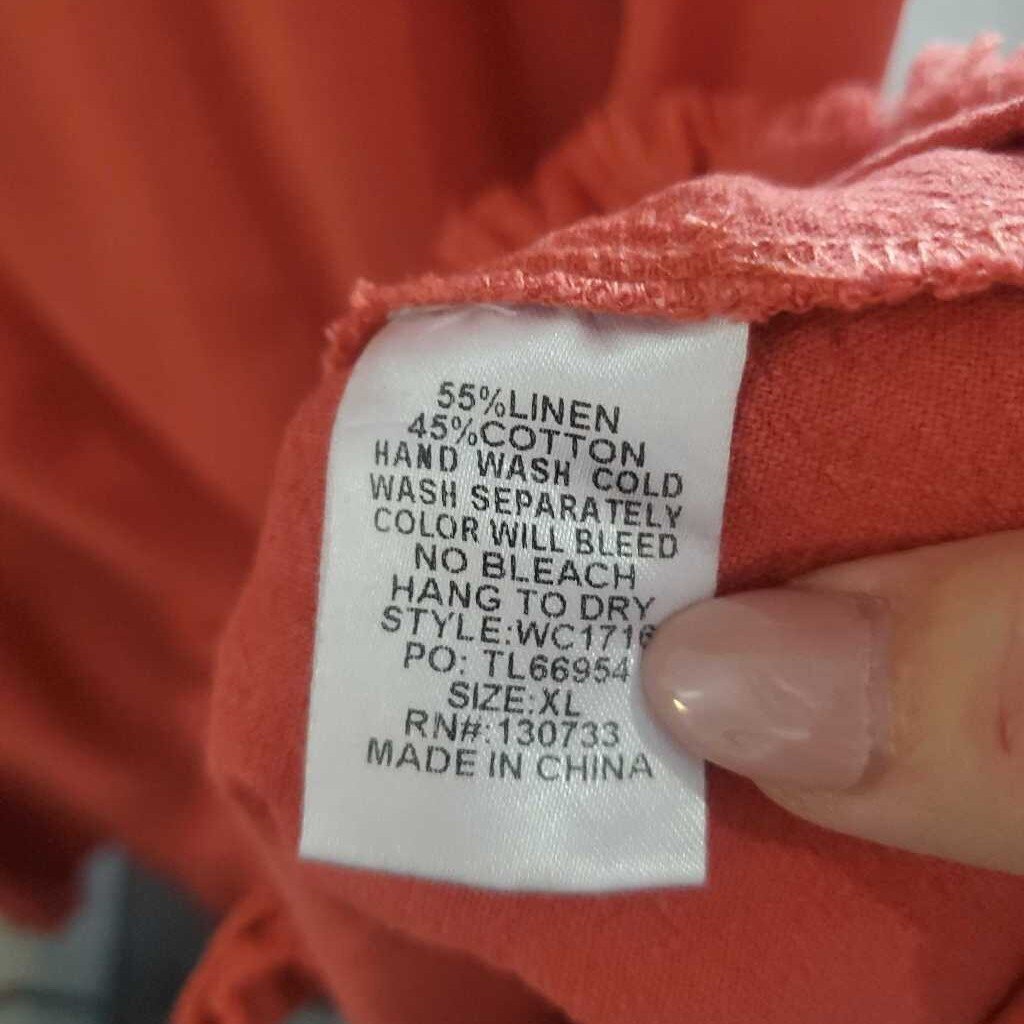 55%LINEN
45%COTTON
HAND WASH COLD
WASH SEPARATELY
COLOR WILL BLEED
NO BLEACH
HANG TO DRY
STYLE:WC1716
PO: TL66954
SIZE:XL
RN#:130733
MADE IN CHINA